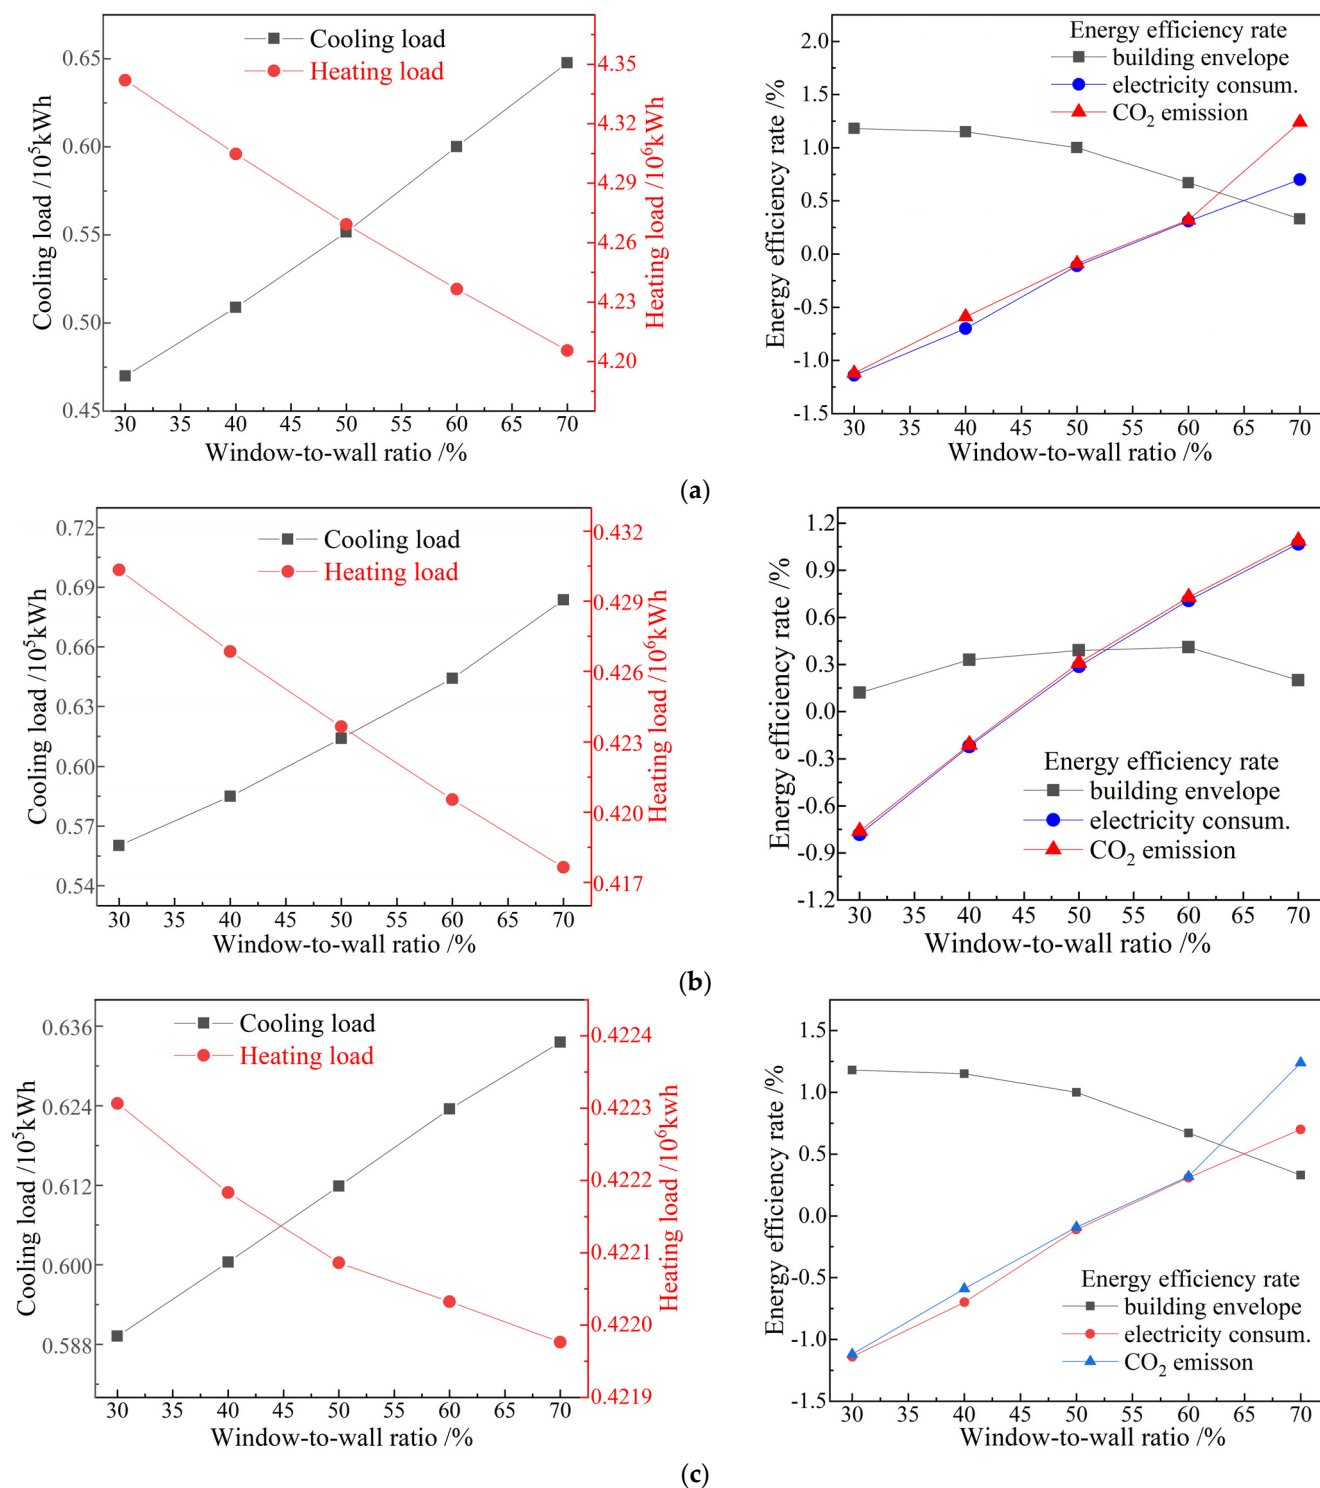 Cooling load
Heating load
Cooling load /10⁵kWh
0.65
0.60
0.55
0.50
0.45
4.35
4.32
4.29
4.26
4.23
4.20
Heating load /10⁶kWh
30 35 40 45 50 55 60 65 70
Window-to-wall ratio /%
Energy efficiency rate
building envelope
electricity consum.
CO₂ emission
Energy efficiency rate /%
2.0
1.5
1.0
0.5
0.0
-0.5
-1.0
-1.5
30 35 40 45 50 55 60 65 70
Window-to-wall ratio /%
(a)
Cooling load
Heating load
Cooling load /10⁵kWh
0.72
0.69
0.66
0.63
0.60
0.57
0.54
0.432
0.429
0.426
0.423
0.420
0.417
Heating load /10⁶kWh
30 35 40 45 50 55 60 65 70
Window-to-wall ratio /%
Energy efficiency rate /%
1.2
0.9
0.6
0.3
0.0
-0.3
-0.6
-0.9
-1.2
Energy efficiency rate
building envelope
electricity consum.
CO₂ emission
30 35 40 45 50 55 60 65 70
Window-to-wall ratio /%
(b)
Cooling load
Heating load
Cooling load /10⁵kWh
0.636
0.624
0.612
0.600
0.588
0.4224
0.4223
0.4222
0.4221
0.4220
0.4219
Heating load /10⁶kWh
30 35 40 45 50 55 60 65 70
Window-to-wall ratio /%
Energy efficiency rate /%
1.5
1.0
0.5
0.0
-0.5
-1.0
-1.5
Energy efficiency rate
building envelope
electricity consum.
CO₂ emisson
30 35 40 45 50 55 60 65 70
Window-to-wall ratio /%
(c)